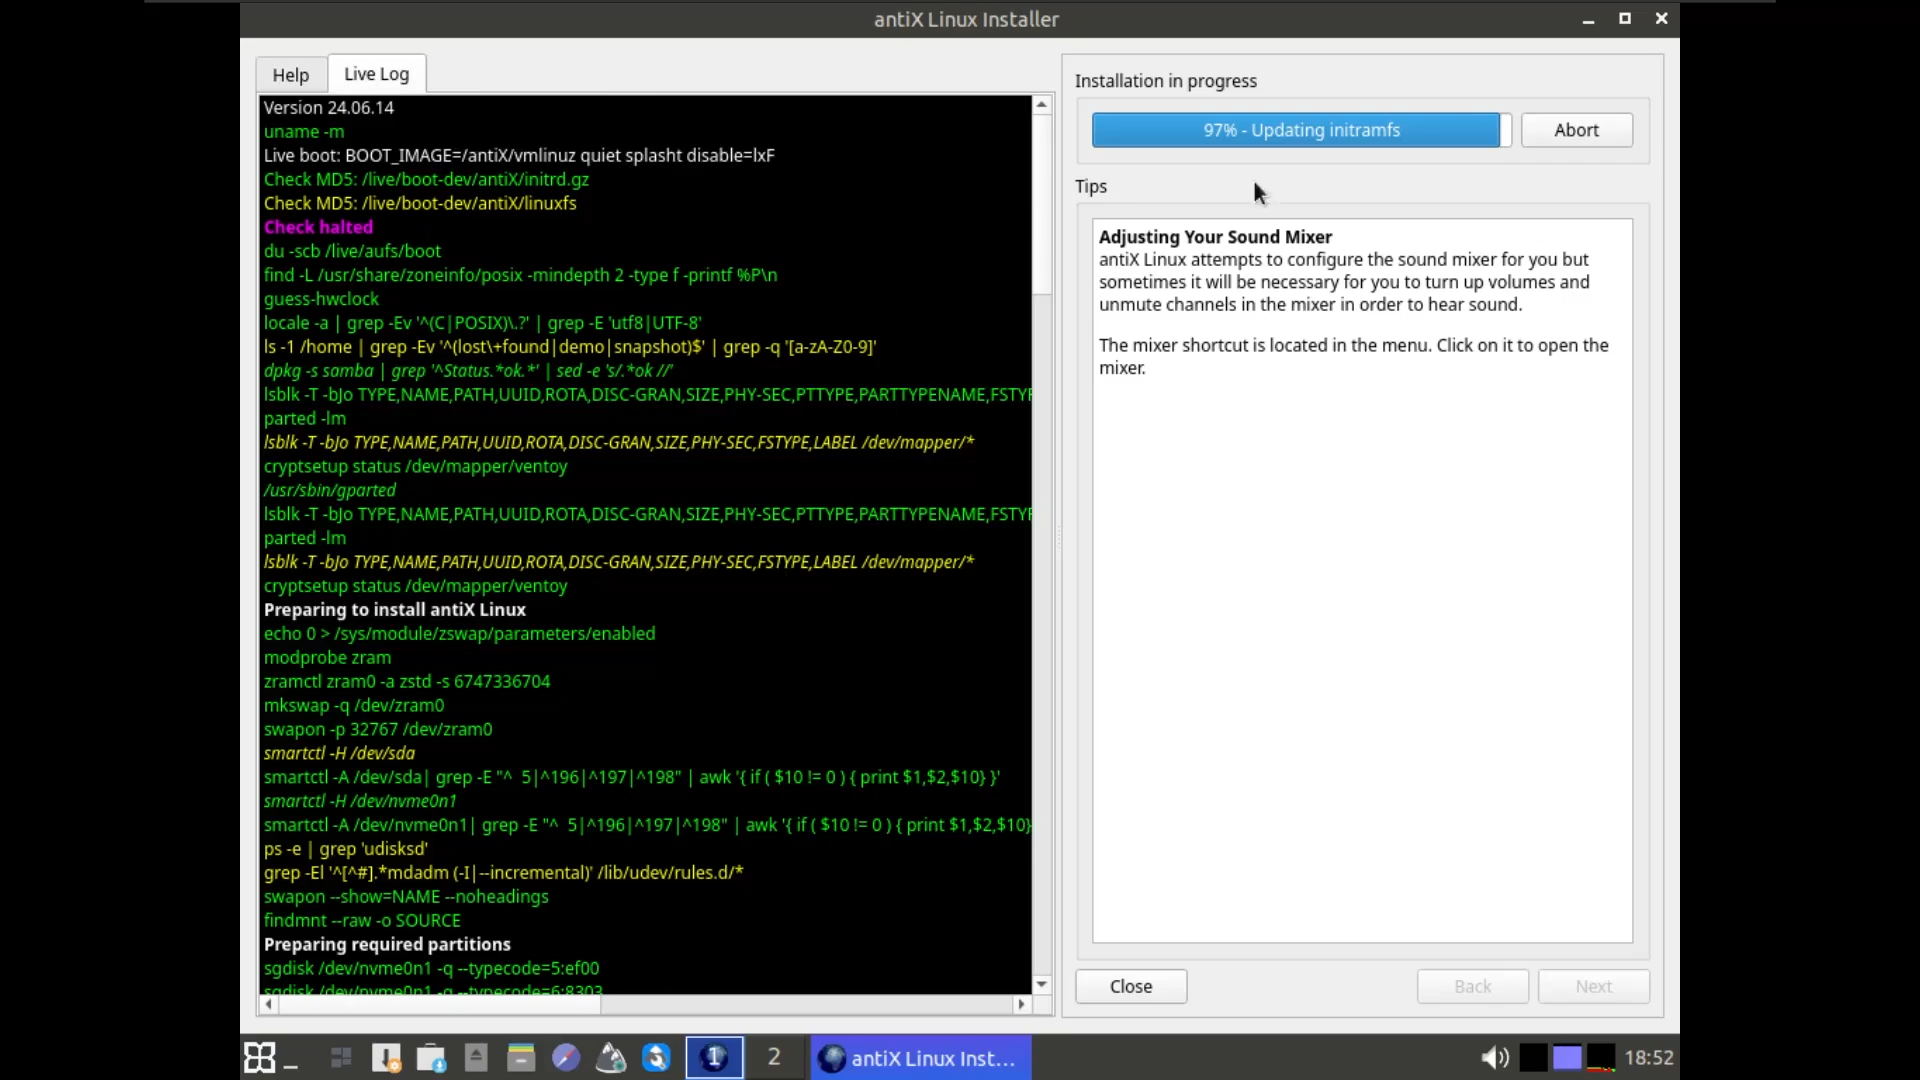 antiX Linux Installer
Help
Live Log
Version 24.06.14
uname -m
Live boot: BOOT_IMAGE=/antiX/vmlinuz quiet splasht disable=lxF
Check MD5: /live/boot-dev/antiX/initrd.gz
Check MD5: /live/boot-dev/antiX/linuxfs
Check halted
du -scb /live/aufs/boot
find -L /usr/share/zoneinfo/posix -mindepth 2 -type f -printf %P\n
guess-hwclock
locale -a | grep -Ev '^(C|POSIX)\.?' | grep -E 'utf8|UTF-8'
ls -1 /home | grep -Ev '^(lost\+found|demo|snapshot)$' | grep -q '[a-zA-Z0-9]'
dpkg -s samba | grep '^Status.*ok.*' | sed -e 's/.*ok //'
lsblk -T -bJo TYPE,NAME,PATH,UUID,ROTA,DISC-GRAN,SIZE,PHY-SEC,PTTYPE,PARTTYPENAME,FSTYP
parted -lm
lsblk -T -bJo TYPE,NAME,PATH,UUID,ROTA,DISC-GRAN,SIZE,PHY-SEC,FSTYPE,LABEL /dev/mapper/*
cryptsetup status /dev/mapper/ventoy
/usr/sbin/gparted
lsblk -T -bJo TYPE,NAME,PATH,UUID,ROTA,DISC-GRAN,SIZE,PHY-SEC,PTTYPE,PARTTYPENAME,FSTYP
parted -lm
lsblk -T -bJo TYPE,NAME,PATH,UUID,ROTA,DISC-GRAN,SIZE,PHY-SEC,FSTYPE,LABEL /dev/mapper/*
cryptsetup status /dev/mapper/ventoy
Preparing to install antiX Linux
echo 0 > /sys/module/zswap/parameters/enabled
modprobe zram
zramctl zram0 -a zstd -s 6747336704
mkswap -q /dev/zram0
swapon -p 32767 /dev/zram0
smartctl -H /dev/sda
smartctl -A /dev/sda| grep -E "^  5|^196|^197|^198" | awk '{ if ( $10 != 0 ) { print $1,$2,$10} }'
smartctl -H /dev/nvme0n1
smartctl -A /dev/nvme0n1| grep -E "^  5|^196|^197|^198" | awk '{ if ( $10 != 0 ) { print $1,$2,$10}
ps -e | grep 'udisksd'
grep -El '^[^#].*mdadm (-I|--incremental)' /lib/udev/rules.d/*
swapon --show=NAME --noheadings
findmnt --raw -o SOURCE
Preparing required partitions
sgdisk /dev/nvme0n1 -q --typecode=5:ef00
sgdisk /dev/nvme0n1 -q --typecode=6:8303
Installation in progress
97% - Updating initramfs
Abort
Tips
Adjusting Your Sound Mixer
antiX Linux attempts to configure the sound mixer for you but
sometimes it will be necessary for you to turn up volumes and
unmute channels in the mixer in order to hear sound.
The mixer shortcut is located in the menu. Click on it to open the
mixer.
Close
Back
Next
1
2
antiX Linux Inst...
18:52